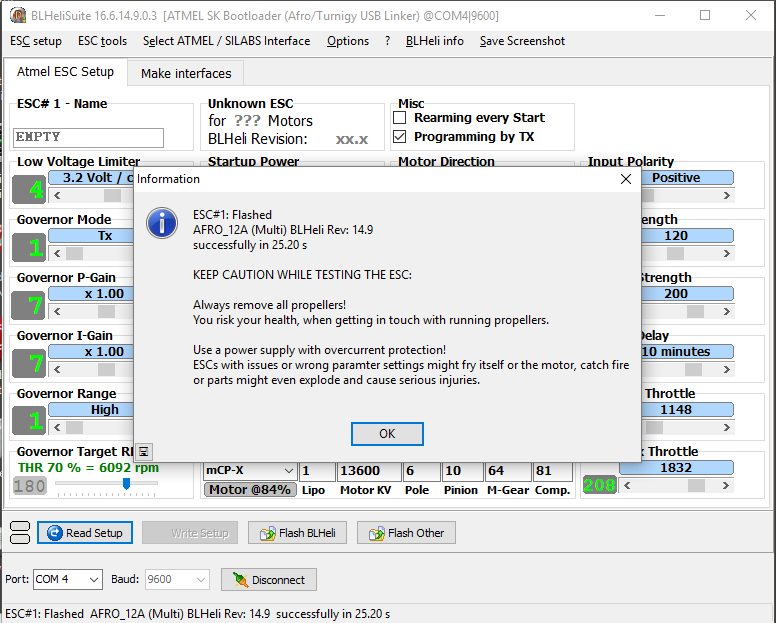 BLHeliSuite 16.6.14.9.0.3 [ATMEL SK Bootloader (Afro/Turnigy USB Linker) @COM4|9600]
ESC setup ESC tools Select ATMEL / SILABS Interface Options ? BLHeli info Save Screenshot
Atmel ESC Setup Make interfaces
ESC# 1 - Name
EMPTY
Unknown ESC
for ??? Motors
BLHeli Revision: xx.x
Misc
Rearming every Start
Programming by TX
Low Voltage Limiter Startup Power Motor Direction Input Polarity
4 3.2 Volt / c Positive
Information
ESC#1: Flashed
AFRO_12A (Multi) BLHeli Rev: 14.9
successfully in 25.20 s
KEEP CAUTION WHILE TESTING THE ESC:
Always remove all propellers!
You risk your health, when getting in touch with running propellers.
Use a power supply with overcurrent protection!
ESCs with issues or wrong paramter settings might fry itself or the motor, catch fire
or parts might even explode and cause serious injuries.
OK
Governor Mode
1 Tx
Governor P-Gain
7 x 1.00
Governor I-Gain
7 x 1.00
Governor Range
1 High
ength
120
Strength
200
Delay
10 minutes
Throttle
1148
Throttle
208 1832
Governor Target R
THR 70 % = 6092 rpm
180
mCP-X 1 13600 6 10 64 81
Motor @84% Lipo Motor KV Pole Pinion M-Gear Comp.
Read Setup Write Setup Flash BLHeli Flash Other
Port: COM 4 Baud: 9600 Disconnect
ESC#1: Flashed AFRO_12A (Multi) BLHeli Rev: 14.9 successfully in 25.20 s